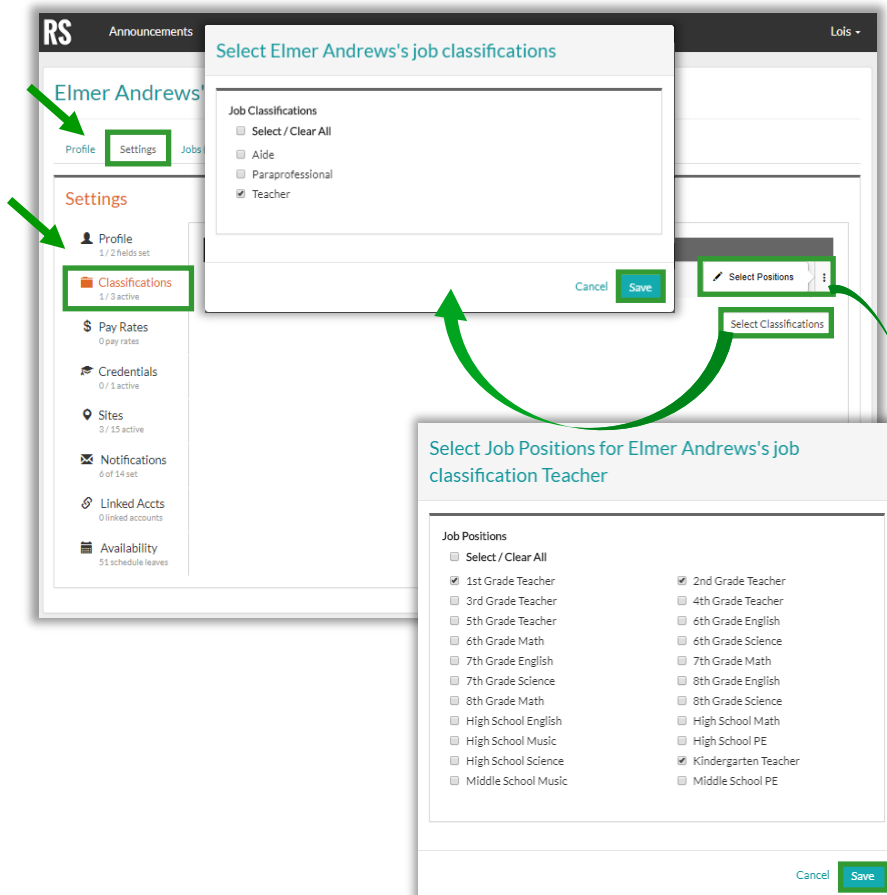 RS Announcements Lois
Elmer Andrews'
Profile Settings Jobs
Settings
Profile
1 / 2 fields set
Classifications
1 / 3 active
Pay Rates
0 pay rates
Credentials
0 / 1 active
Sites
3 / 15 active
Notifications
6 of 14 set
Linked Accts
0 linked accounts
Availability
51 schedule leaves
Select Elmer Andrews's job classifications
Job Classifications
Select / Clear All
Aide
Paraprofessional
Teacher
Cancel Save
Select Positions
Select Classifications
Select Job Positions for Elmer Andrews's job
classification Teacher
Job Positions
Select / Clear All
1st Grade Teacher 2nd Grade Teacher
3rd Grade Teacher 4th Grade Teacher
5th Grade Teacher 6th Grade English
6th Grade Math 6th Grade Science
7th Grade English 7th Grade Math
7th Grade Science 8th Grade English
8th Grade Math 8th Grade Science
High School English High School Math
High School Music High School PE
High School Science Kindergarten Teacher
Middle School Music Middle School PE
Cancel Save